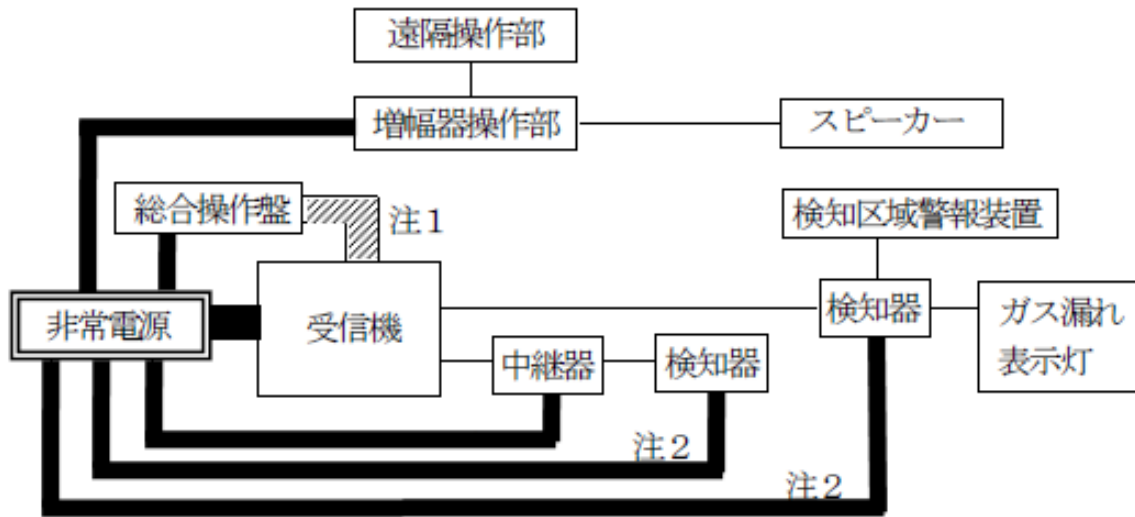 遠隔操作部
増幅器操作部
スピーカー
総合操作盤
注1
検知区域警報装置
非常電源
受信機
検知器
ガス漏れ
表示灯
中継器
検知器
注2
注2